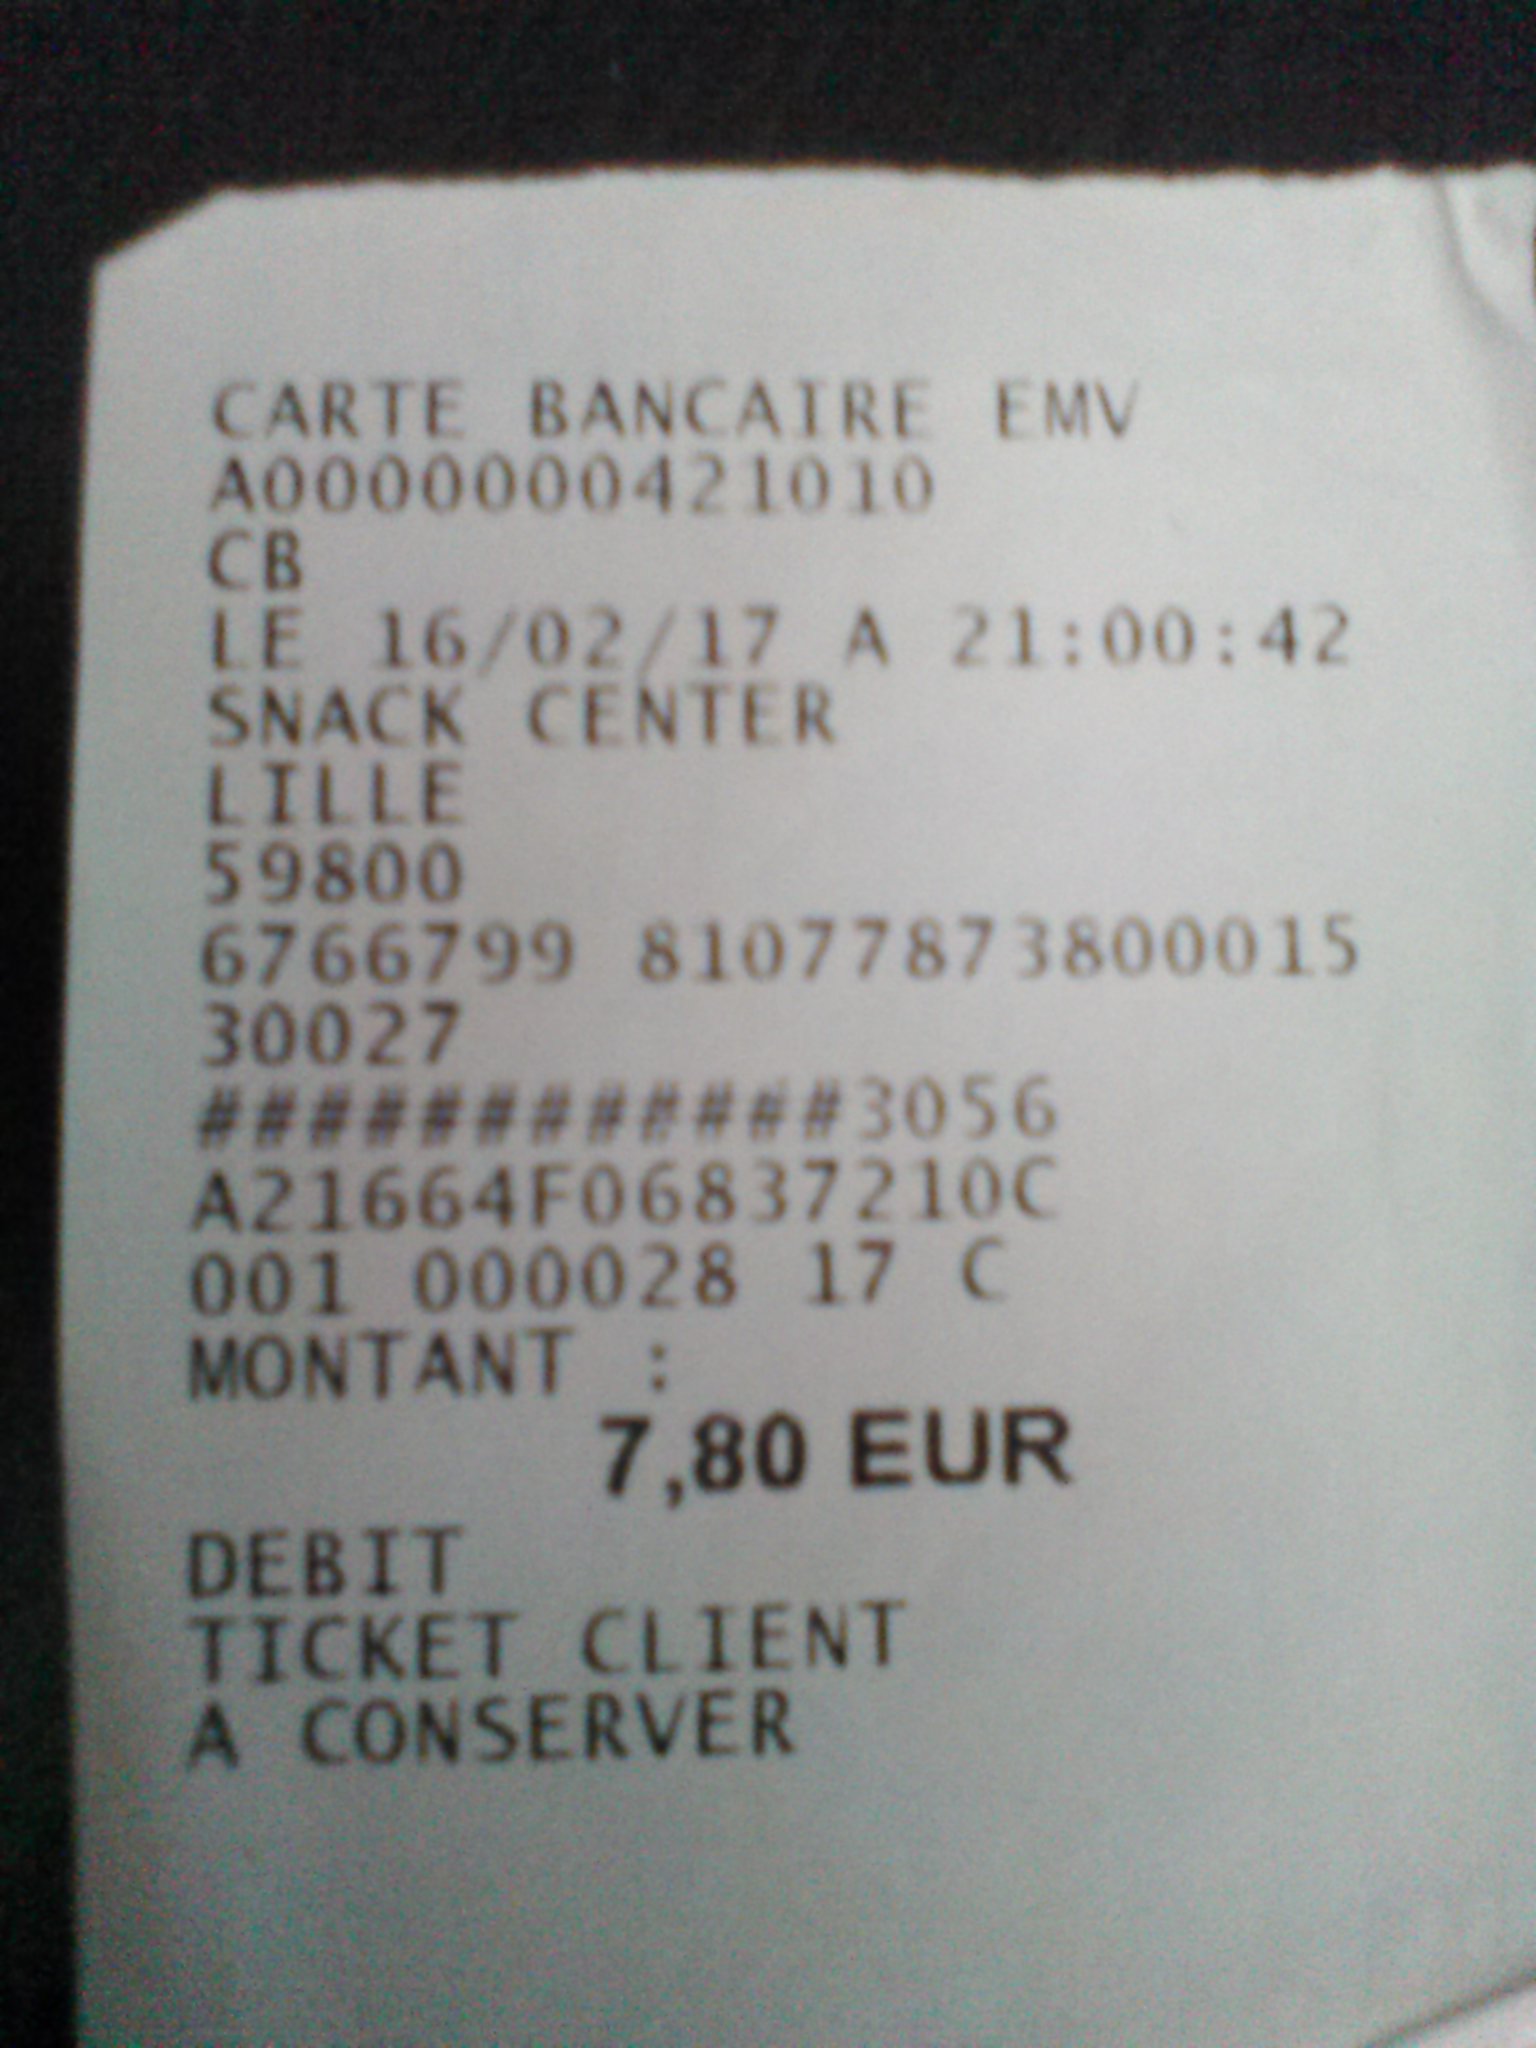 CARTE BANCAIRE EMV
A0000000421010
CB
LE 16/02/17 A 21:00:42
SNACK CENTER
LILLE
59800
6766799 81077873800015
30027
############3056
A21664F06837210C
001 000028 17 C
MONTANT :
7,80 EUR
DEBIT
TICKET CLIENT
A CONSERVER